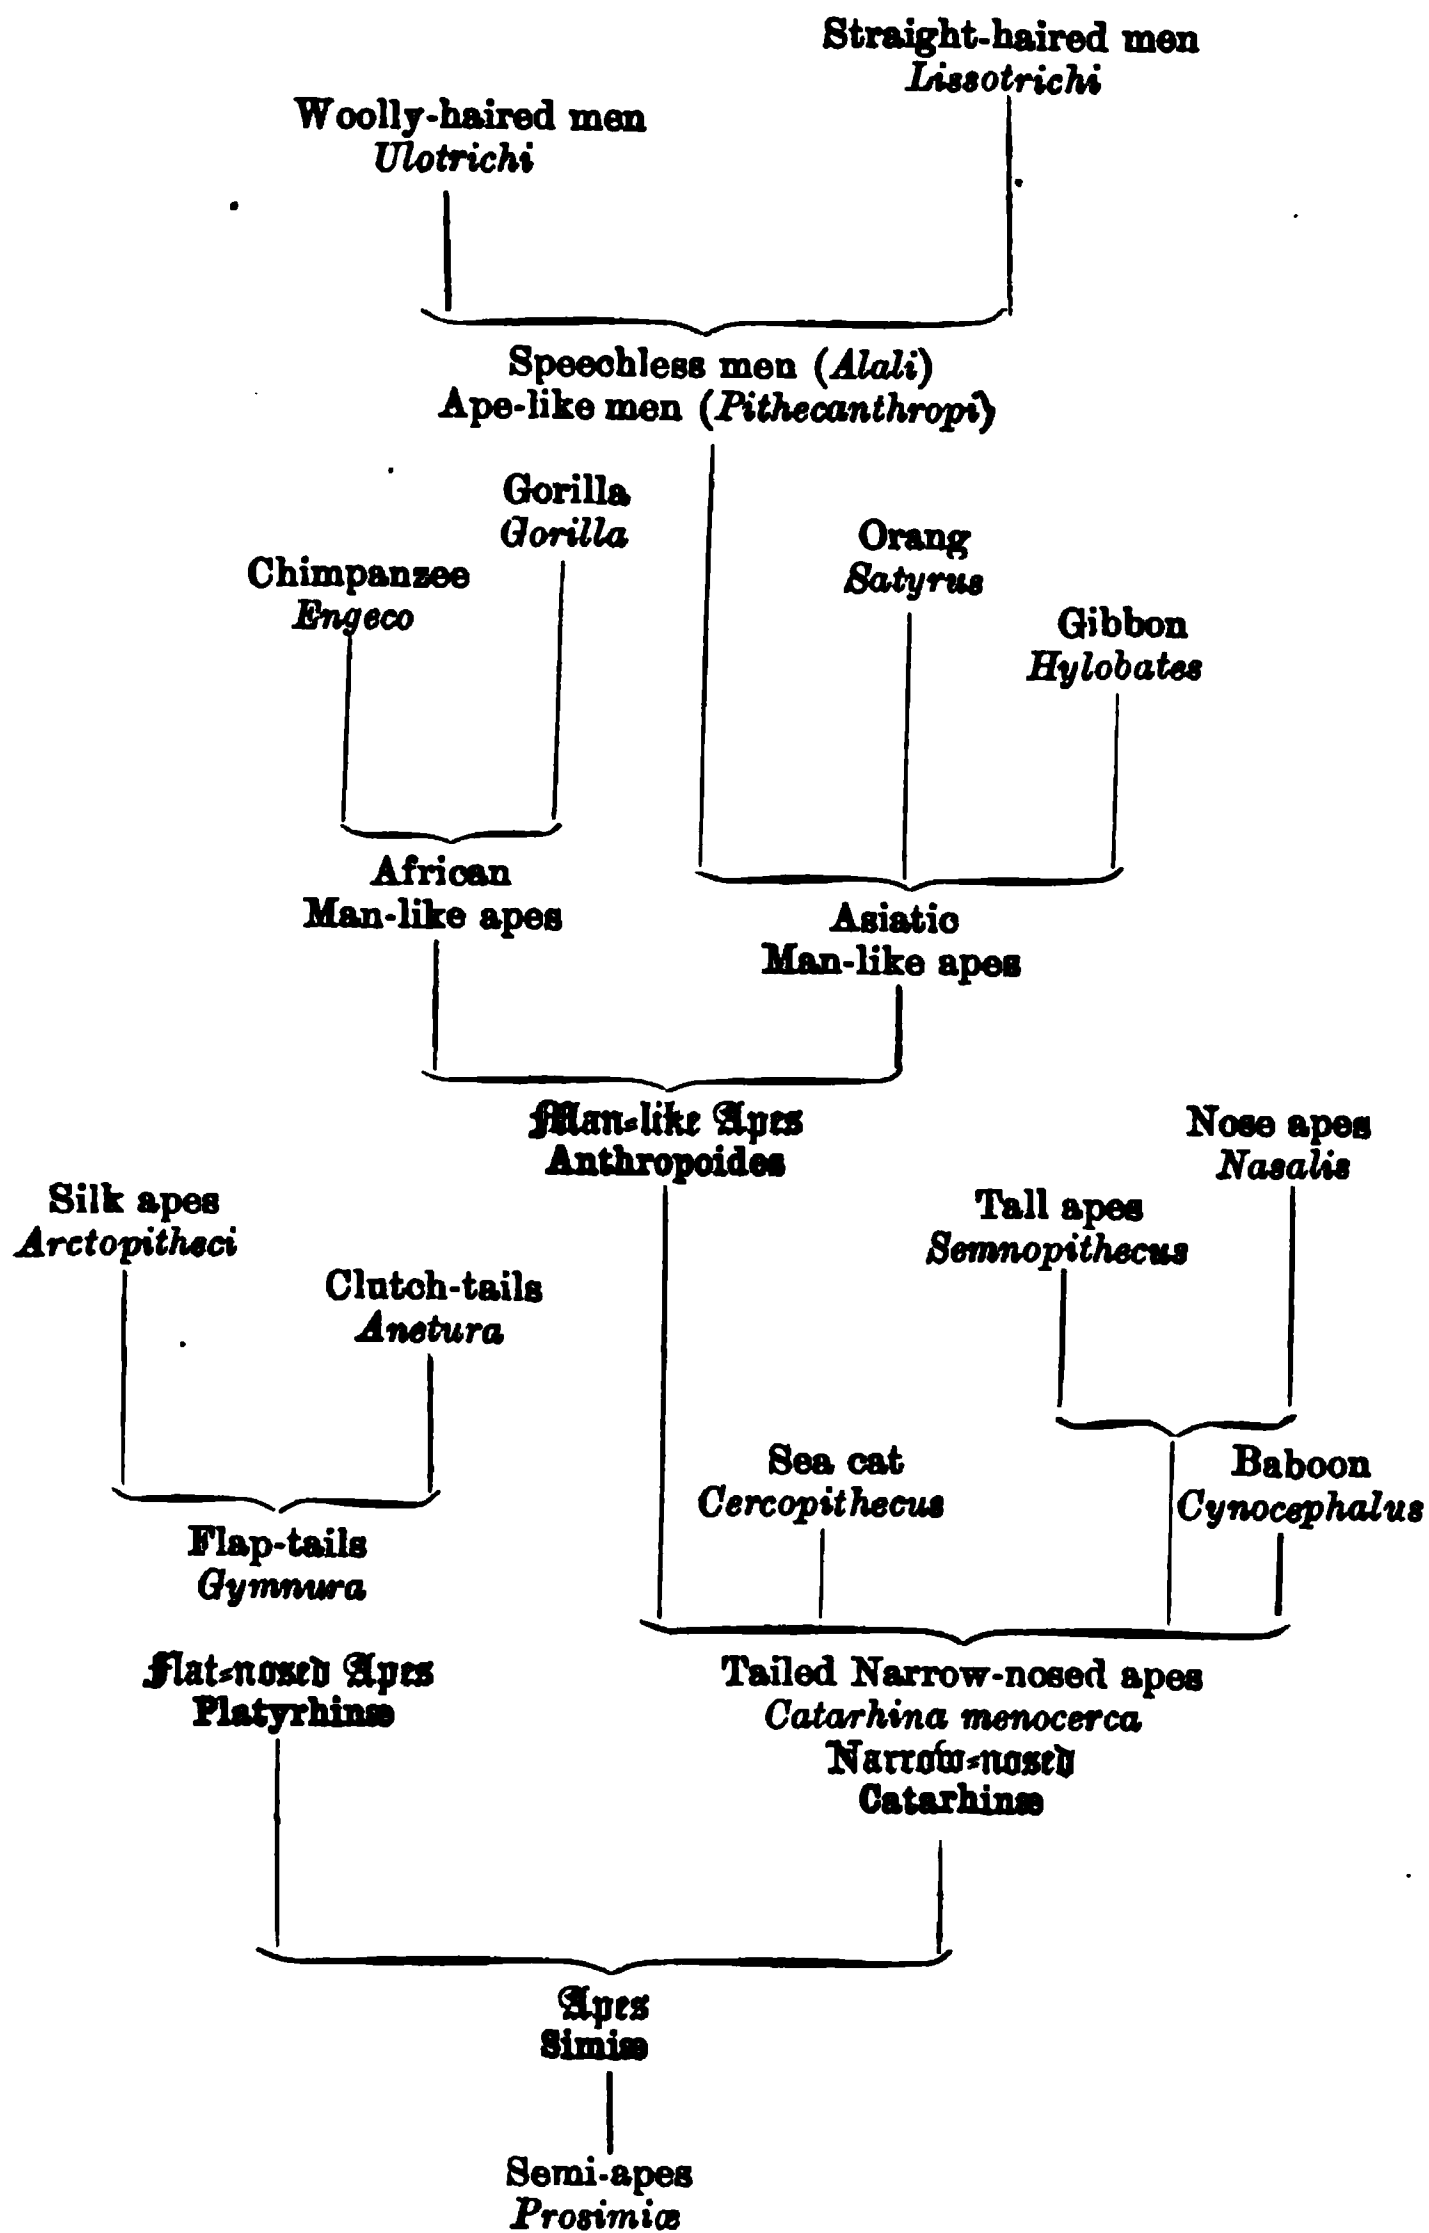 Straight-haired men
Lissotrichi
Woolly-haired men
Ulotrichi
Speechless men (Alali)
Ape-like men (Pithecanthropi)
Gorilla
Gorilla
Orang
Satyrus
Chimpanzee
Engeco
Gibbon
Hylobates
African
Man-like apes
Asiatic
Man-like apes
Man-like Apes
Anthropoides
Nose apes
Nasalis
Silk apes
Arctopitheci
Tall apes
Semnopithecus
Clutch-tails
Anetura
Sea cat
Cercopithecus
Baboon
Cynocephalus
Flap-tails
Gymnura
Flat-nosed Apes
Platyrhinæ
Tailed Narrow-nosed apes
Catarhina menocerca
Narrow-nosed
Catarhinæ
Apes
Simiæ
Semi-apes
Prosimiæ